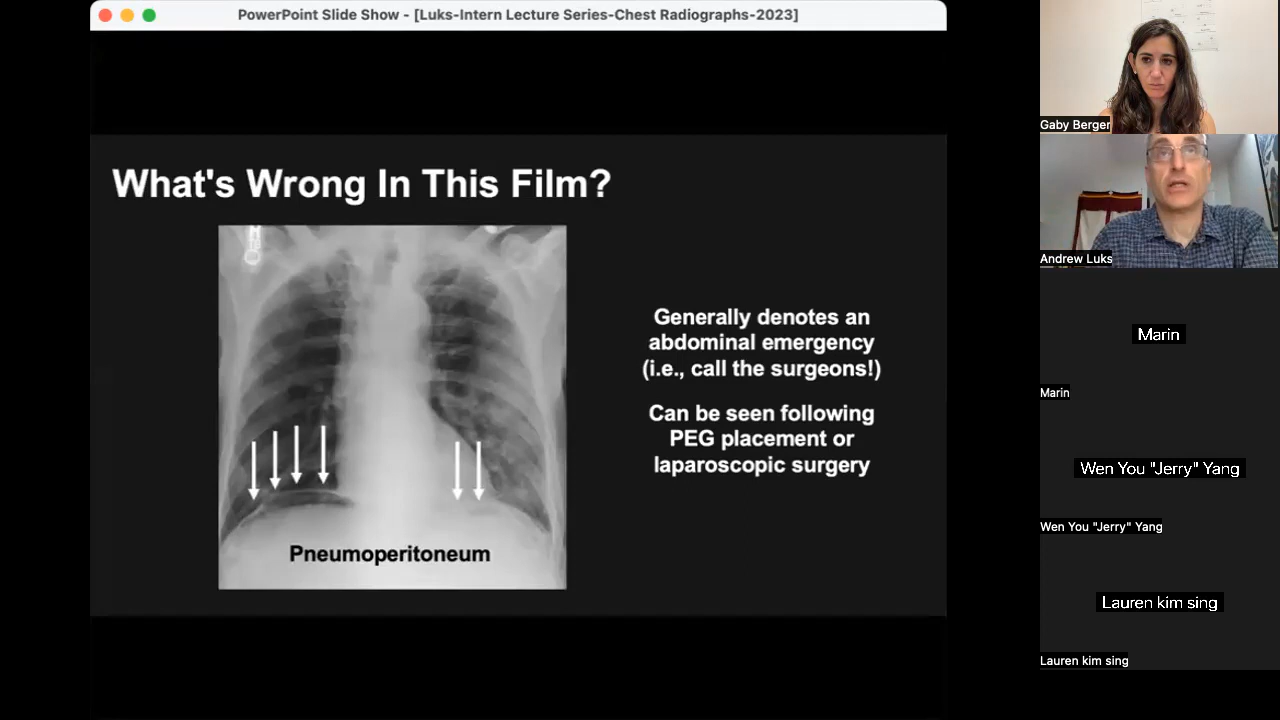 PowerPoint Slide Show - [Luks-Intern Lecture Series-Chest Radiographs-2023]
What's Wrong In This Film?
Generally denotes an
abdominal emergency
(i.e., call the surgeons!)
Can be seen following
PEG placement or
laparoscopic surgery
Pneumoperitoneum
Gaby Berger
Andrew Luks
Marin
Marin
Wen You "Jerry" Yang
Wen You "Jerry" Yang
Lauren kim sing
Lauren kim sing